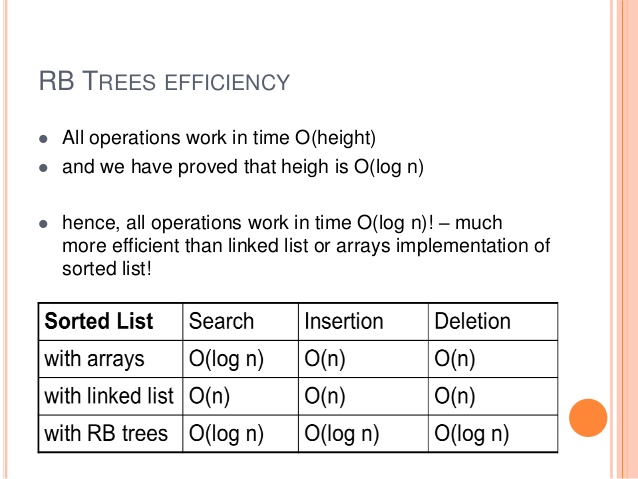 RB TREES EFFICIENCY
All operations work in time O(height)
and we have proved that heigh is O(log n)
hence, all operations work in time O(log n)! – much
more efficient than linked list or arrays implementation of
sorted list!
Sorted List Search Insertion Deletion
with arrays O(log n) O(n) O(n)
with linked list O(n) O(n) O(n)
with RB trees O(log n) O(log n) O(log n)